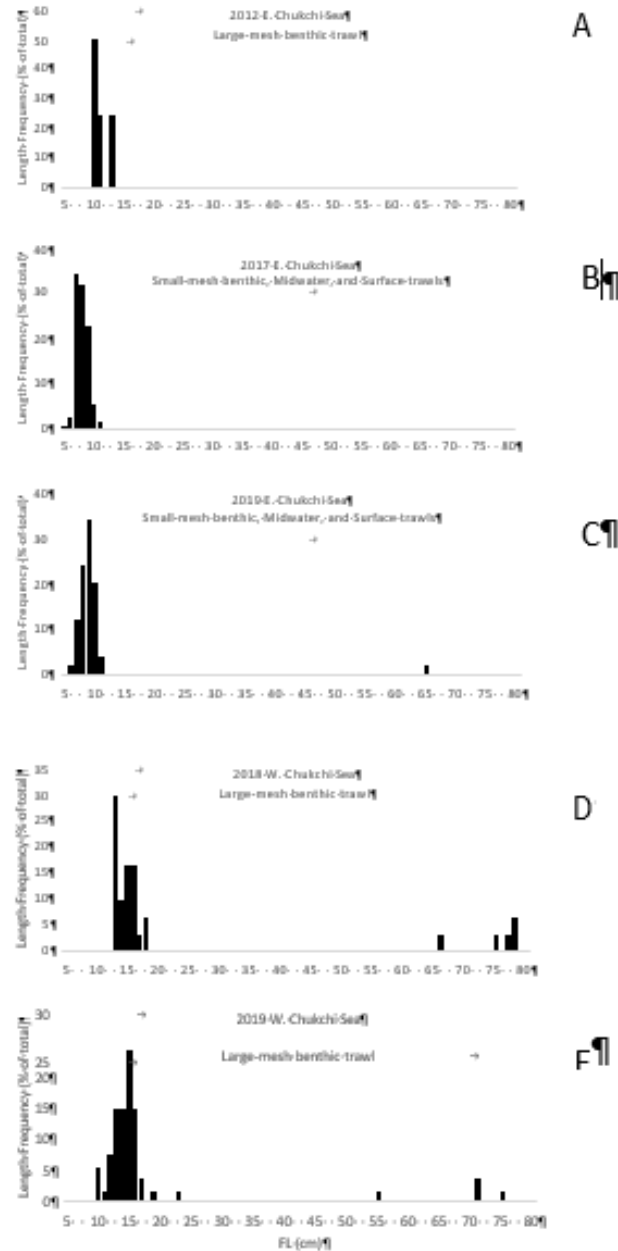 60¶
50¶
40¶
30¶
20¶
10¶
0¶
Length·Frequency·(%·of·total)¶
2012·E.·Chukchi·Sea¶
Large-mesh·benthic·trawl¶
A
5· · 10· · 15· · 20· · 25· · 30· · 35· · 40· · 45· · 50· · 55· · 60· · 65· · 70· · 75· · 80¶
40¶
30¶
20¶
10¶
0¶
Length·Frequency·(%·of·total)¶
2017·E.·Chukchi·Sea¶
Small-mesh·benthic,·Midwater,·and·Surface·trawls¶
B¶
5· · 10· · 15· · 20· · 25· · 30· · 35· · 40· · 45· · 50· · 55· · 60· · 65· · 70· · 75· · 80¶
40¶
30¶
20¶
10¶
0¶
Length·Frequency·(%·of·total)¶
2019·E.·Chukchi·Sea¶
Small-mesh·benthic,·Midwater,·and·Surface·trawls¶
C¶
5· · 10· · 15· · 20· · 25· · 30· · 35· · 40· · 45· · 50· · 55· · 60· · 65· · 70· · 75· · 80¶
35¶
30¶
25¶
20¶
15¶
10¶
5¶
0¶
Length·Frequency·(%·of·total)¶
2018·W.·Chukchi·Sea¶
Large-mesh·benthic·trawl¶
D
5· · 10· · 15· · 20· · 25· · 30· · 35· · 40· · 45· · 50· · 55· · 60· · 65· · 70· · 75· · 80¶
30¶
25¶
20¶
15¶
10¶
5¶
0¶
Length·Frequency·(%·of·total)¶
2019·W.·Chukchi·Sea¶
Large-mesh·benthic·trawl
¶
5· · 10· · 15· · 20· · 25· · 30· · 35· · 40· · 45· · 50· · 55· · 60· · 65· · 70· · 75· · 80¶
FL·(cm)¶